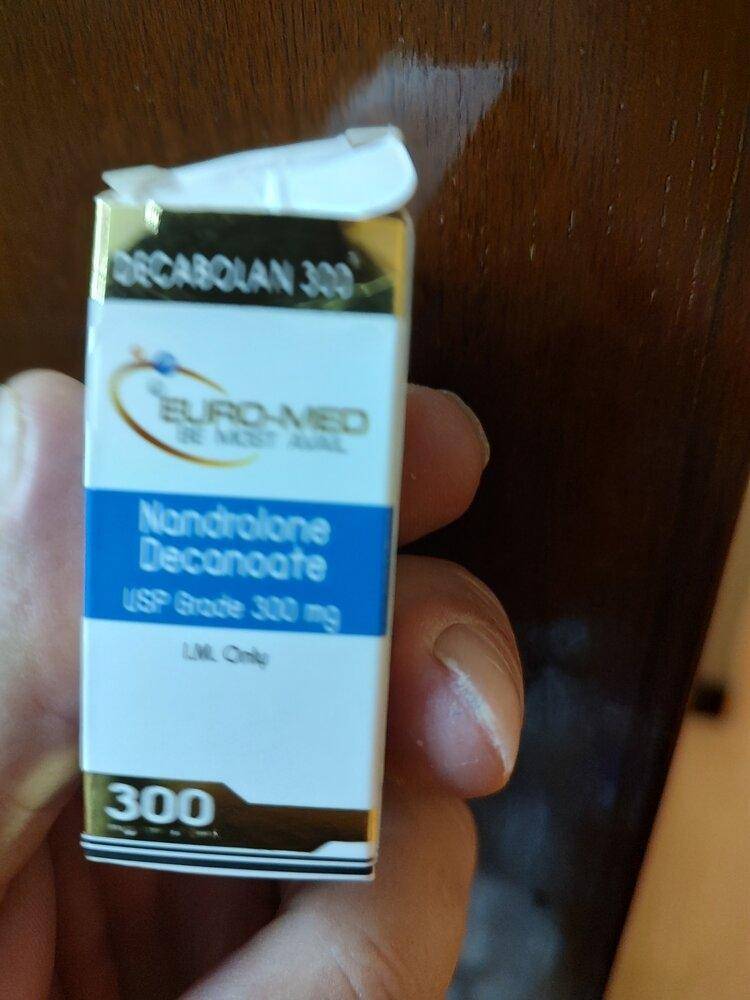 DECABOLAN 300
EURO-MED
BE MOST AVAIL
Nandrolone
Decanoate
USP Grade 300 mg
I.M. Only
300